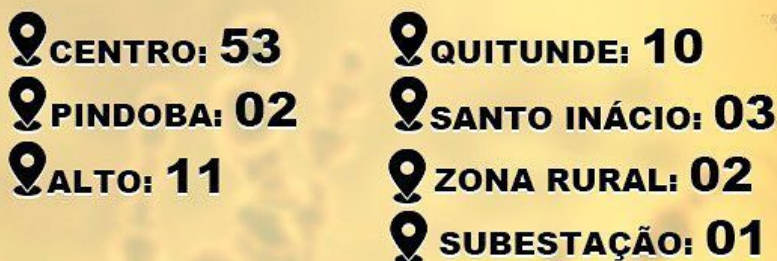 CENTRO: 53
PINDOBA: 02
ALTO: 11
QUITUNDE: 10
SANTO INÁCIO: 03
ZONA RURAL: 02
SUBESTAÇÃO: 01